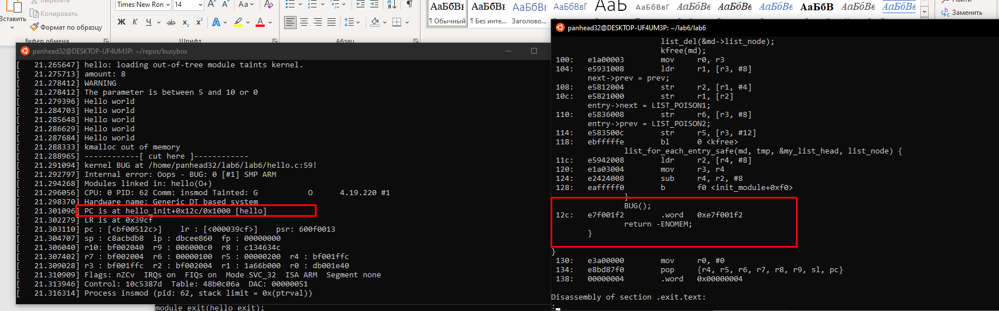 Вырезать
Копировать
Вставить
Формат по образцу
Буфер обмена
Times New Ron
14
Aa
Ж К Ч
Шрифт
Абзац
АаБбВв АаБбВв АаБбВ АаБбВвГ АаБ АаБбВвГ АаБбВв АаБбВв АаБбВв АаБбВ АаБбВв АаБбВв
¶ Обычный
¶ Без инте...
Заголово...
Найти
Заменить
panhead32@DESKTOP-UF4UM3P: ~/repos/busybox
[   21.265647] hello: loading out-of-tree module taints kernel.
[   21.275713] amount: 8
[   21.278412] WARNING
[   21.278412] The parameter is between 5 and 10 or 0
[   21.279396] Hello world
[   21.284703] Hello world
[   21.285648] Hello world
[   21.286629] Hello world
[   21.287684] Hello world
[   21.288333] kmalloc out of memory
[   21.288965] ------------[ cut here ]------------
[   21.291094] kernel BUG at /home/panhead32/lab6/lab6/hello.c:59!
[   21.292797] Internal error: Oops - BUG: 0 [#1] SMP ARM
[   21.294268] Modules linked in: hello(O+)
[   21.296056] CPU: 0 PID: 62 Comm: insmod Tainted: G           O      4.19.220 #1
[   21.298370] Hardware name: Generic DT based system
[   21.301096] PC is at hello_init+0x12c/0x1000 [hello]
[   21.302279] LR is at 0x39cf
[   21.303110] pc : [<bf00512c>]    lr : [<000039cf>]    psr: 600f0013
[   21.304707] sp : c8acbdb8  ip : dbcee860  fp : 00000000
[   21.306040] r10: bf002040  r9 : 006000c0  r8 : c134634c
[   21.307402] r7 : bf002004  r6 : 00000100  r5 : 00000200  r4 : bf001ffc
[   21.309028] r3 : bf001ffc  r2 : bf002004  r1 : 1a66b000  r0 : db001e40
[   21.310909] Flags: nZCv  IRQs on  FIQs on  Mode SVC_32  ISA ARM  Segment none
[   21.313946] Control: 10c5387d  Table: 48b0c06a  DAC: 00000051
[   21.316314] Process insmod (pid: 62, stack limit = 0x(ptrval))
module_exit(hello_exit);
panhead32@DESKTOP-UF4UM3P: ~/lab6/lab6
list_del(&md->list_node);
kfree(md);
100:   e1a00003     mov     r0, r3
104:   e5931008     ldr     r1, [r3, #8]
next->prev = prev;
108:   e5812004     str     r2, [r1, #4]
10c:   e5821000     str     r1, [r2]
entry->next = LIST_POISON1;
110:   e5836008     str     r6, [r3, #8]
entry->prev = LIST_POISON2;
114:   e583500c     str     r5, [r3, #12]
118:   ebfffffe     bl      0 <kfree>
list_for_each_entry_safe(md, tmp, &my_list_head, list_node) {
11c:   e5942008     ldr     r2, [r4, #8]
120:   e1a03004     mov     r3, r4
124:   e2424008     sub     r4, r2, #8
128:   eafffff0     b       f0 <init_module+0xf0>
}
BUG();
12c:   e7f001f2     .word   0xe7f001f2
return -ENOMEM;
}
}
130:   e3a00000     mov     r0, #0
134:   e8bd87f0     pop     {r4, r5, r6, r7, r8, r9, sl, pc}
138:   00000004     .word   0x00000004
Disassembly of section .exit.text:
: